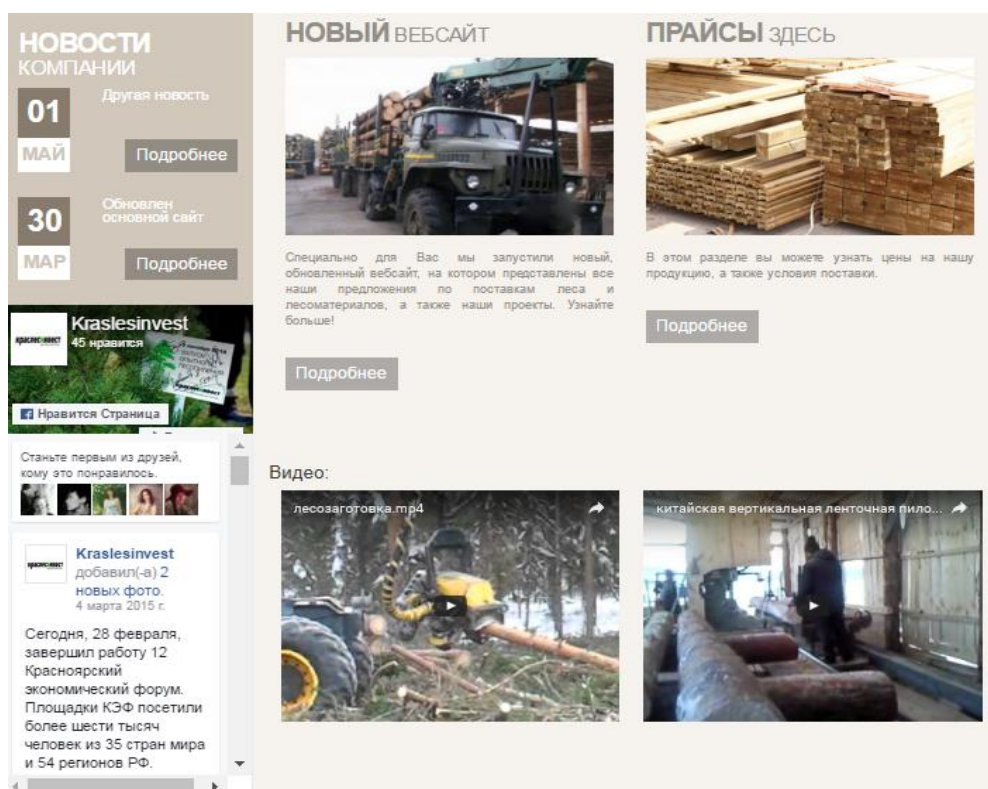 НОВОСТИ
КОМПАНИИ
01
МАЙ
Другая новость
Подробнее
30
МАР
Обновлен
основной сайт
Подробнее
Kraslesinvest
45 нравится
краслесинвест
Нравится Страница
Станьте первым из друзей,
кому это понравилось.
Kraslesinvest
добавил(-а) 2
новых фото.
4 марта 2015 г.
Сегодня, 28 февраля,
завершил работу 12
Красноярский
экономический форум.
Площадки КЭФ посетили
более шести тысяч
человек из 35 стран мира
и 54 регионов РФ.
НОВЫЙ ВЕБСАЙТ
Специально для Вас мы запустили новый,
обновленный вебсайт, на котором представлены все
наши предложения по поставкам леса и
лесоматериалов, а также наши проекты. Узнайте
больше!
Подробнее
ПРАЙСЫ ЗДЕСЬ
В этом разделе вы можете узнать цены на нашу
продукцию, а также условия поставки.
Подробнее
Видео:
лесозаготовка.mp4
китайская вертикальная ленточная пило...